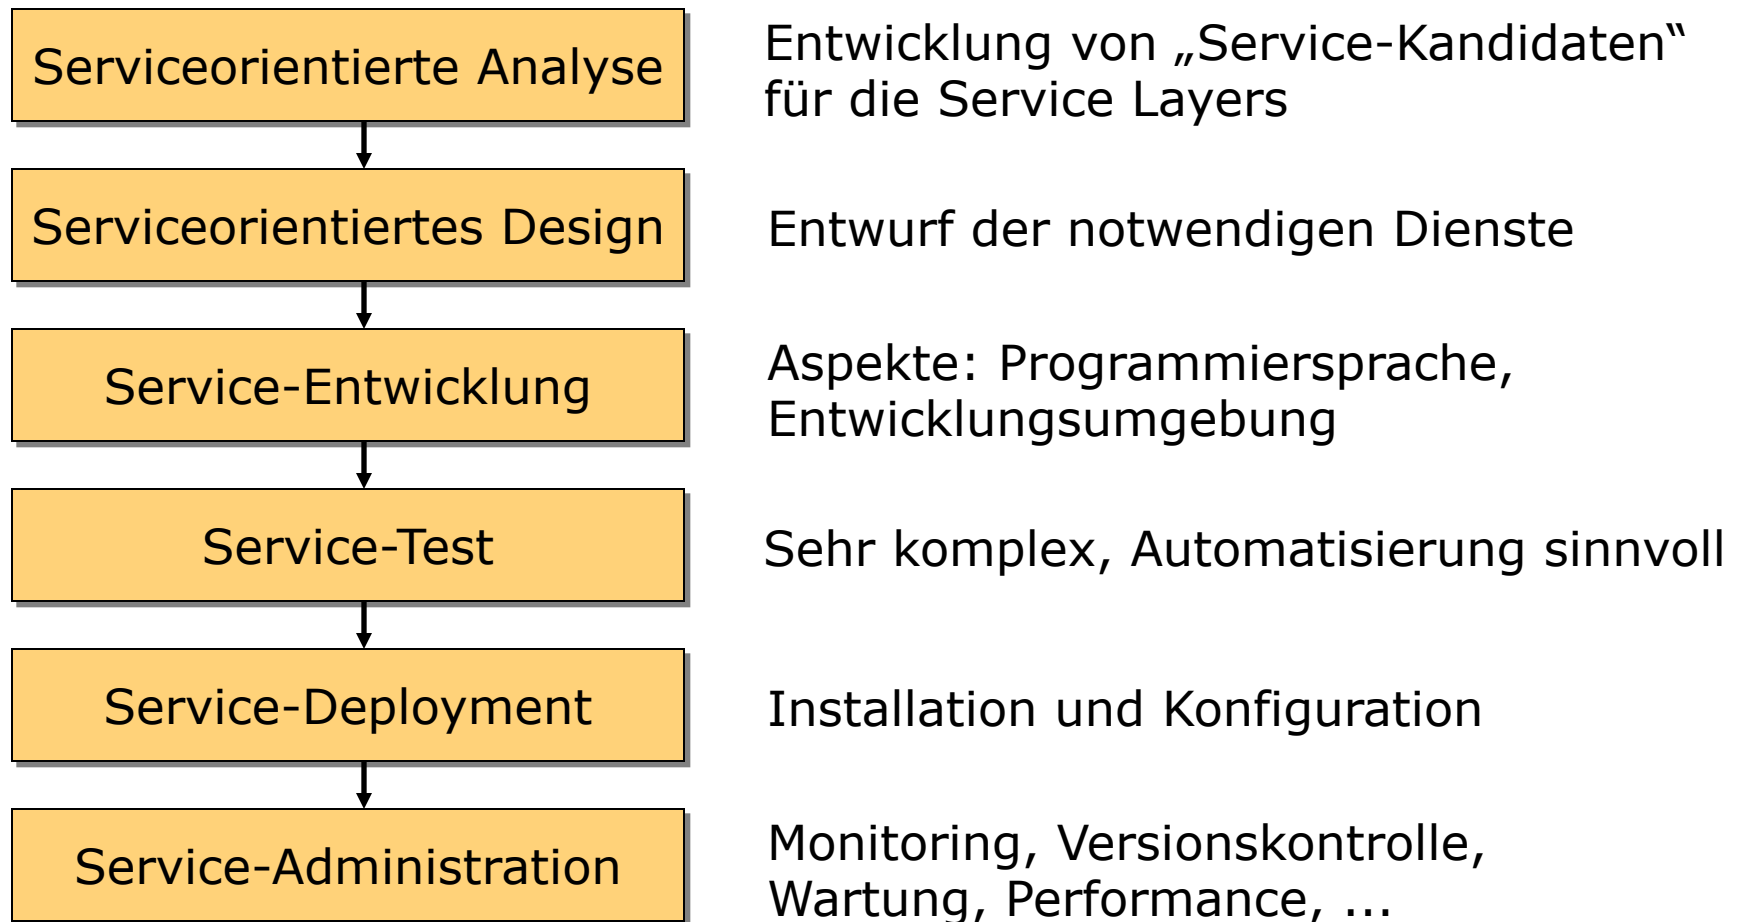 Serviceorientierte Analyse
Entwicklung von „Service-Kandidaten“
für die Service Layers
Serviceorientiertes Design
Entwurf der notwendigen Dienste
Service-Entwicklung
Aspekte: Programmiersprache,
Entwicklungsumgebung
Service-Test
Sehr komplex, Automatisierung sinnvoll
Service-Deployment
Installation und Konfiguration
Service-Administration
Monitoring, Versionskontrolle,
Wartung, Performance, ...